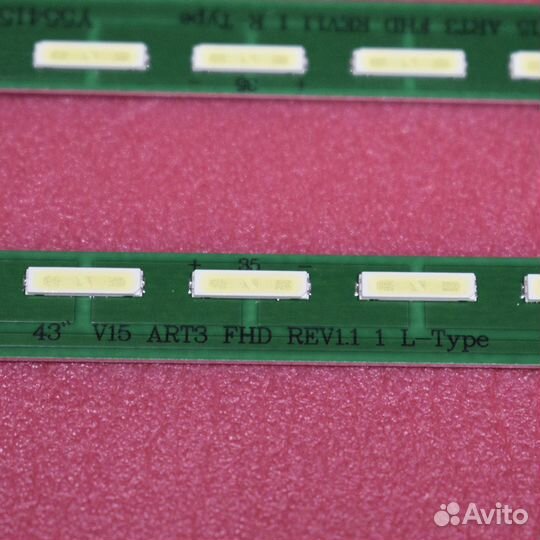 V15 ART3 FHD REV1.1 1 R Type
36
+ 35 -
43" V15 ART3 FHD REV1.1 1 L-Type
Avito